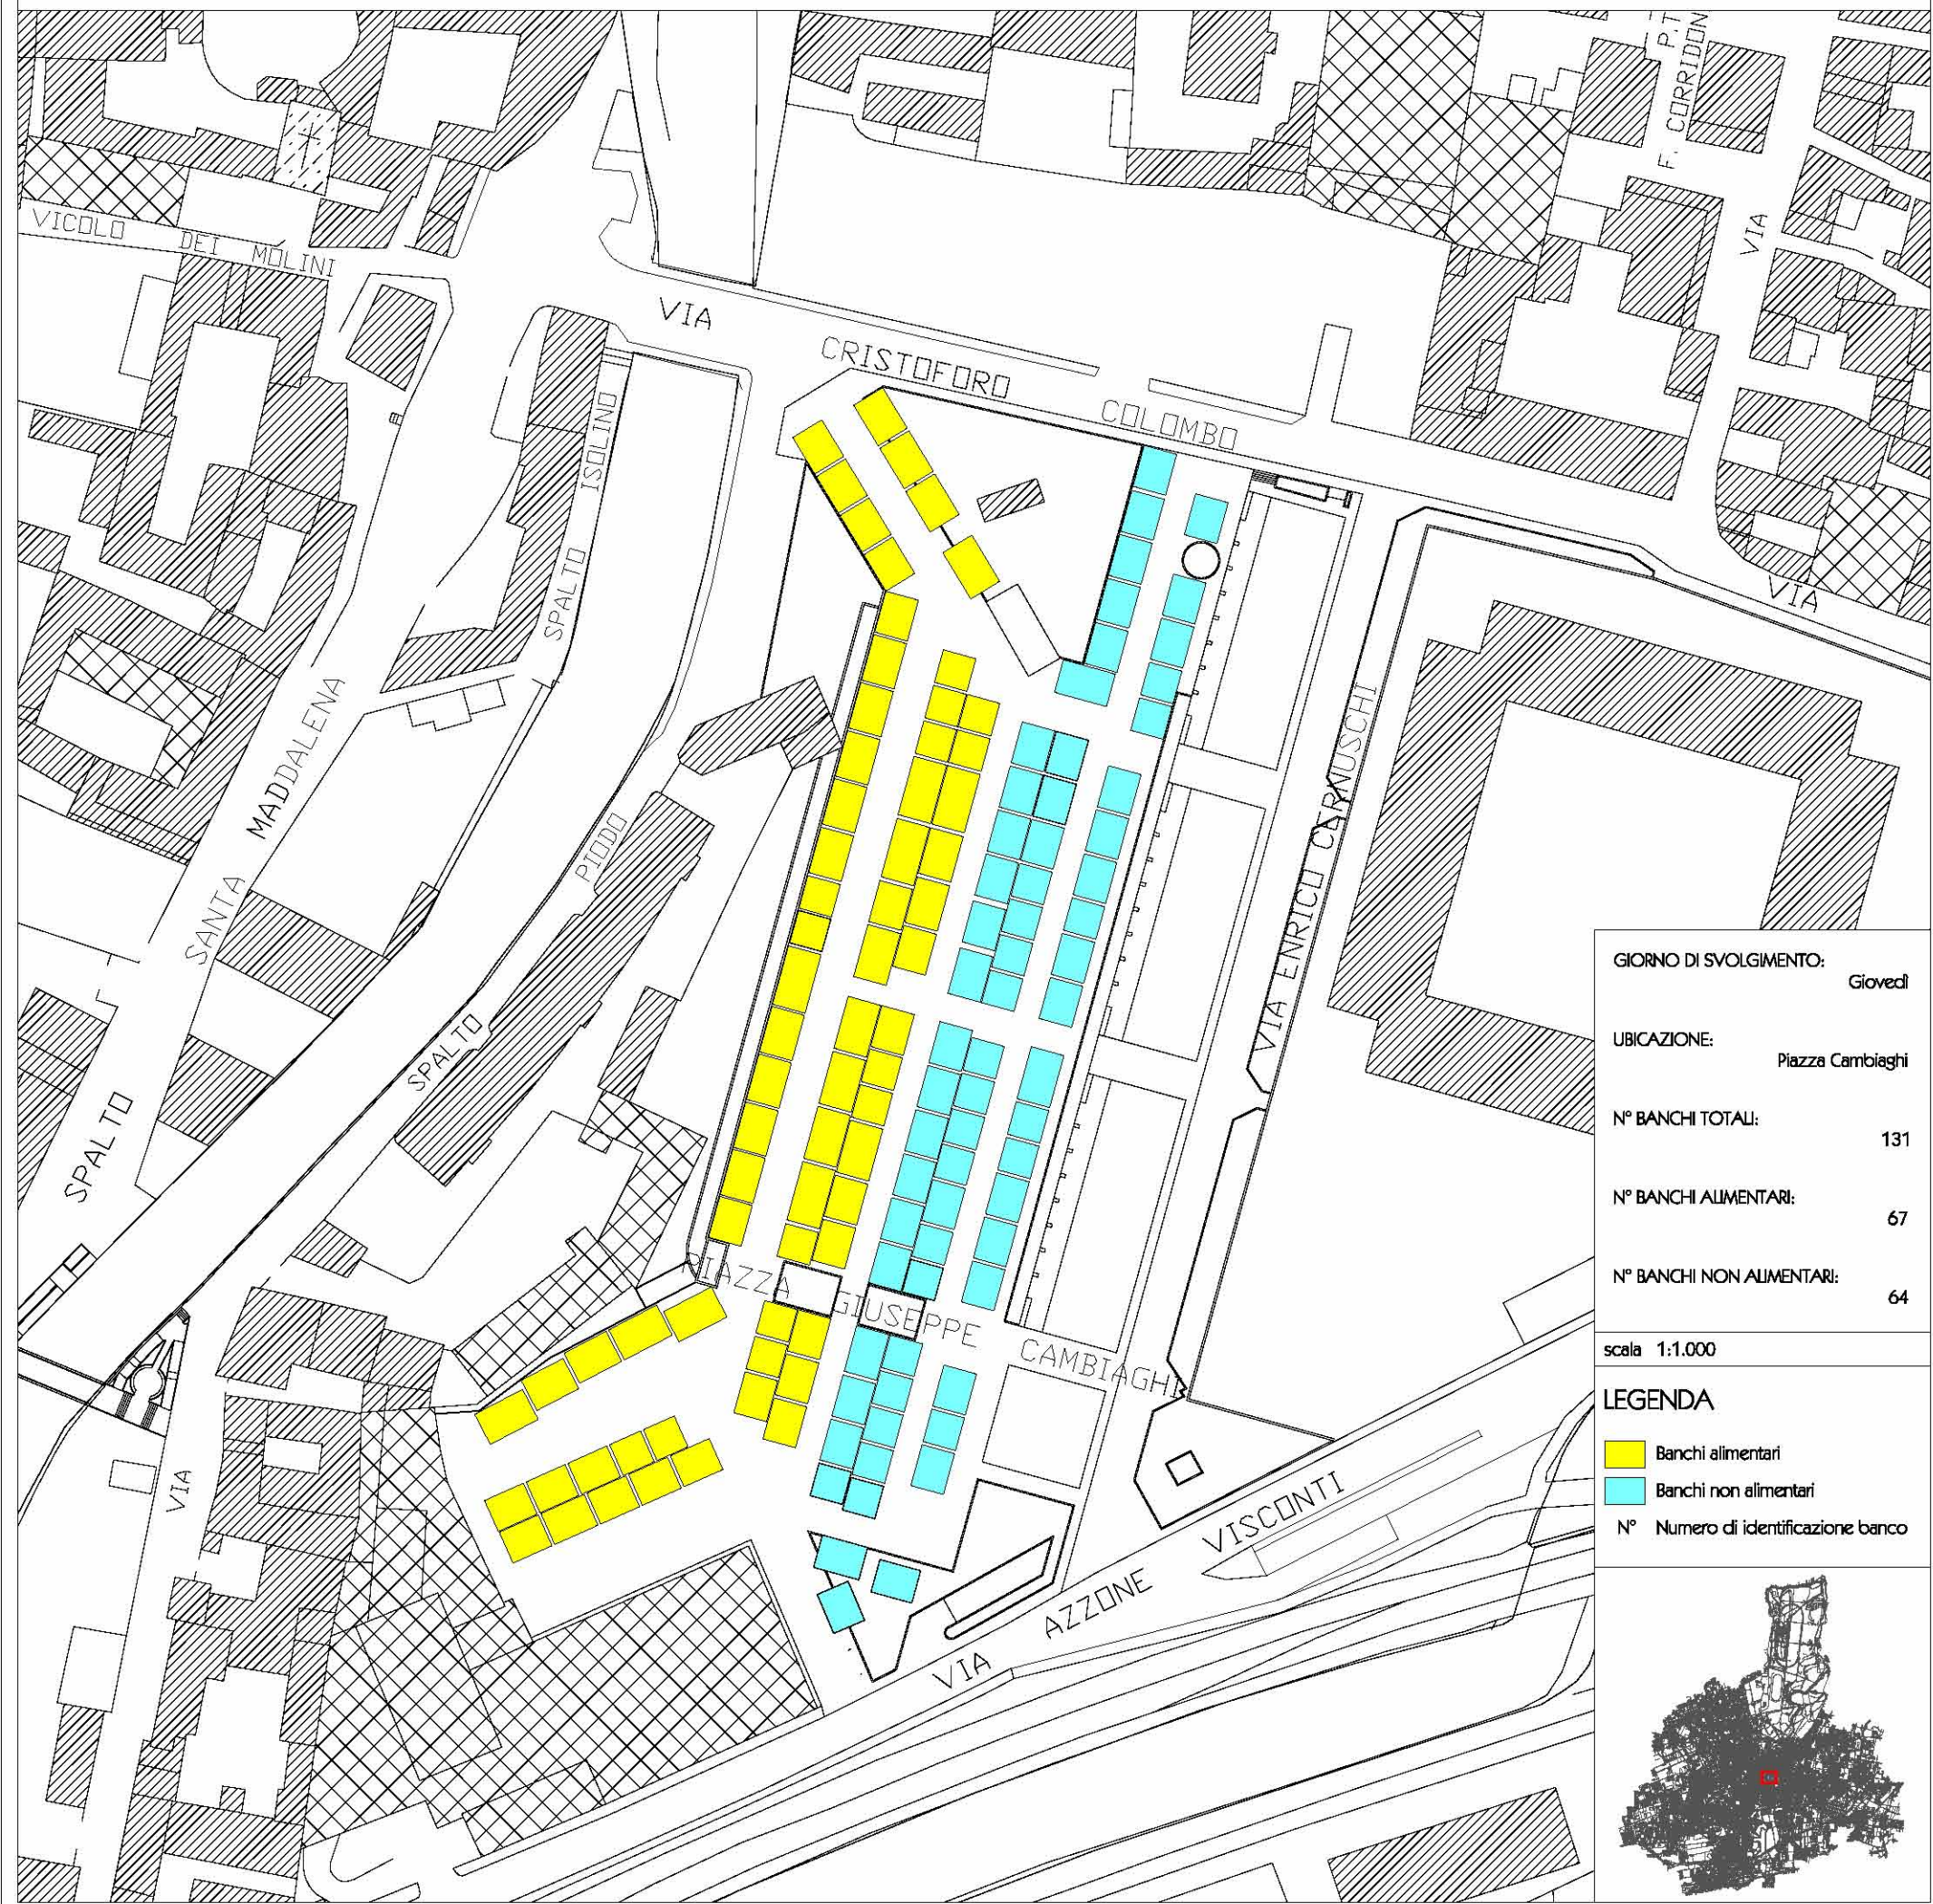 P.TTA
F. CORRIDONI
VICOLO DEI MOLINI
VIA
VIA CRISTOFORO COLOMBO
SPALTO ISOLINO
VIA
SPALTO SANTA MADDALENA
SPALTO PIODO
VIA ENRICO CERNUSCHI
PIAZZA GIUSEPPE CAMBIAGHI
VIA
VIA AZZONE VISCONTI
GIORNO DI SVOLGIMENTO:
Giovedì
UBICAZIONE:
Piazza Cambiaghi
N° BANCHI TOTALI:
131
N° BANCHI ALIMENTARI:
67
N° BANCHI NON ALIMENTARI:
64
scala 1:1.000
LEGENDA
Banchi alimentari
Banchi non alimentari
N° Numero di identificazione banco